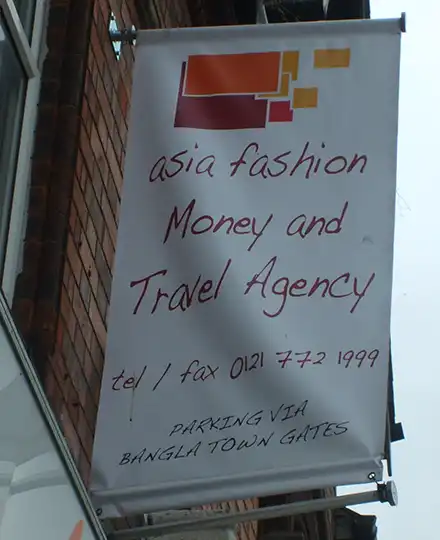 asia fashion
Money and
Travel Agency
tel / fax 0121 772 1999
PARKING VIA
BANGLA TOWN GATES